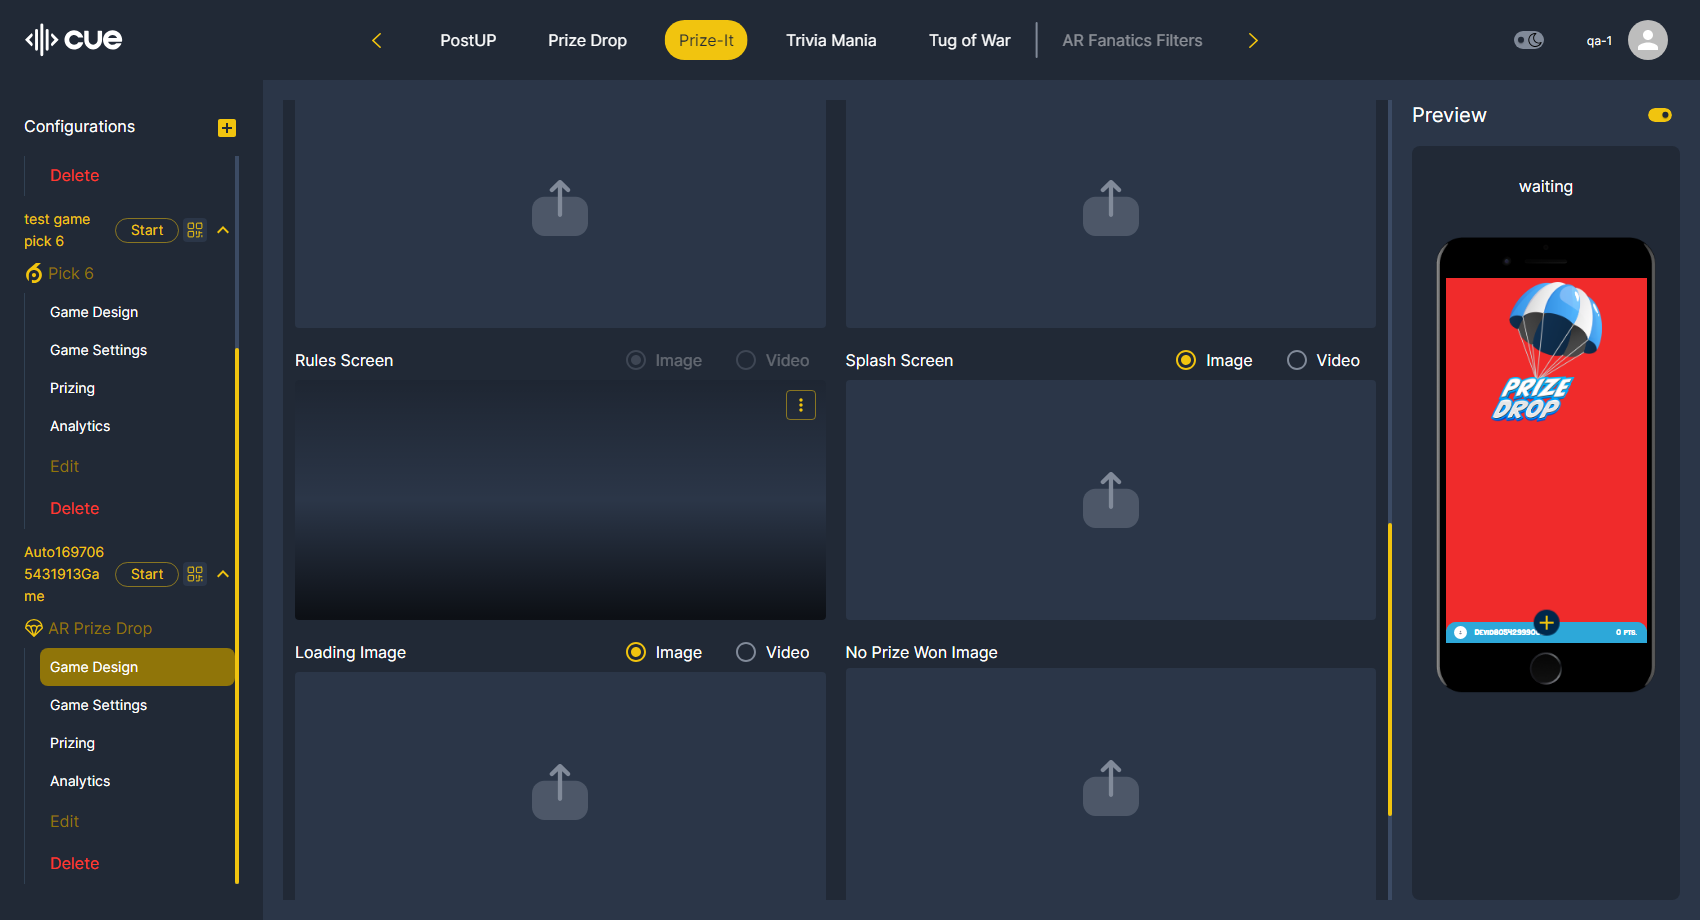 cue
PostUP
Prize Drop
Prize-It
Trivia Mania
Tug of War
AR Fanatics Filters
qa-1
Configurations
Delete
test game
pick 6
Start
Pick 6
Game Design
Game Settings
Prizing
Analytics
Edit
Delete
Auto169706
5431913Ga
me
Start
AR Prize Drop
Game Design
Game Settings
Prizing
Analytics
Edit
Delete
Rules Screen
Image
Video
Splash Screen
Image
Video
Loading Image
Image
Video
No Prize Won Image
Preview
waiting
PRIZE
DROP
0 PTS.